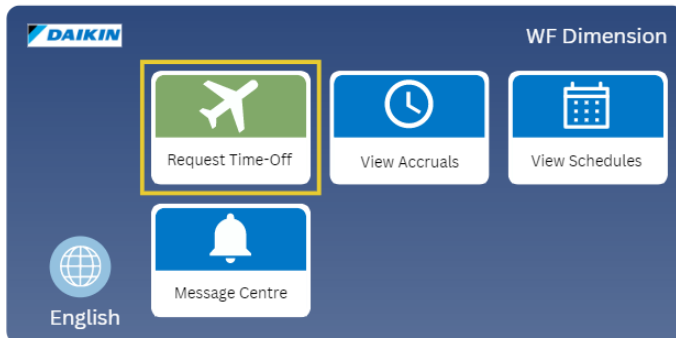 DAIKIN
WF Dimension
Request Time-Off
View Accruals
View Schedules
Message Centre
English